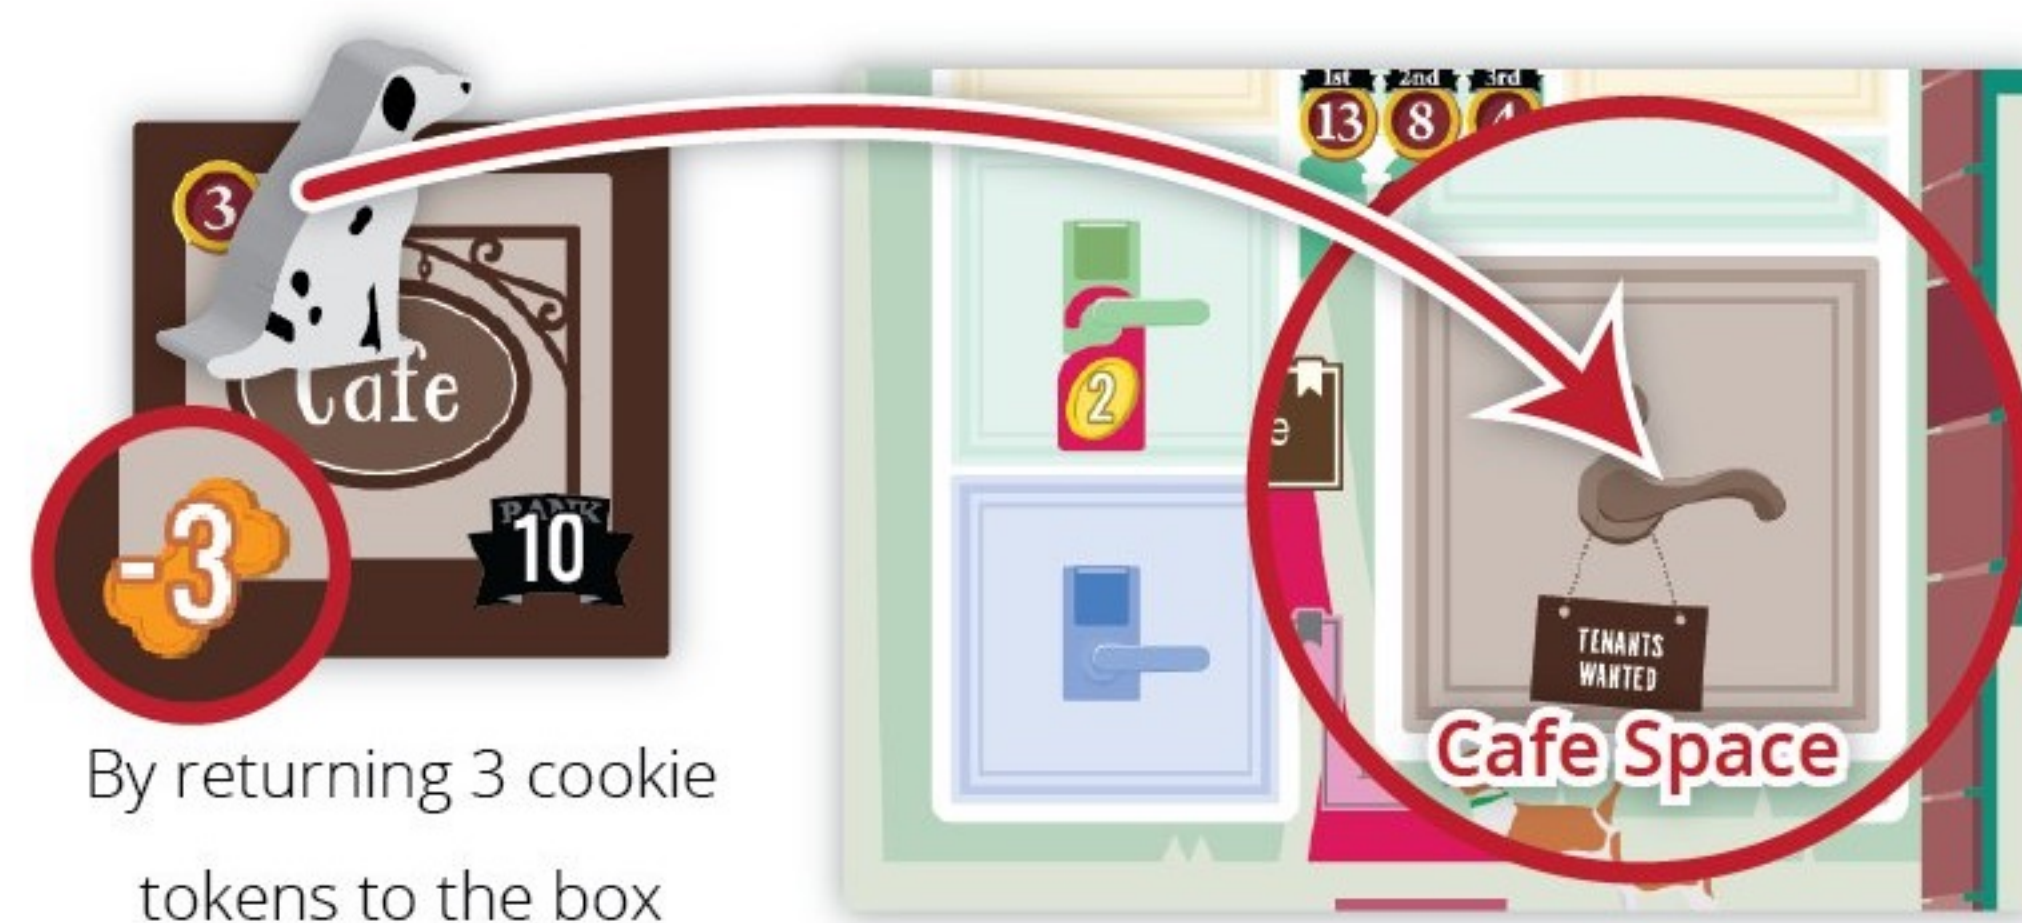 1st 2nd 3rd
13 8 4
3
Cafe
2
e
-3
RANK
10
TENANTS
WANTED
Cafe Space
By returning 3 cookie
tokens to the box